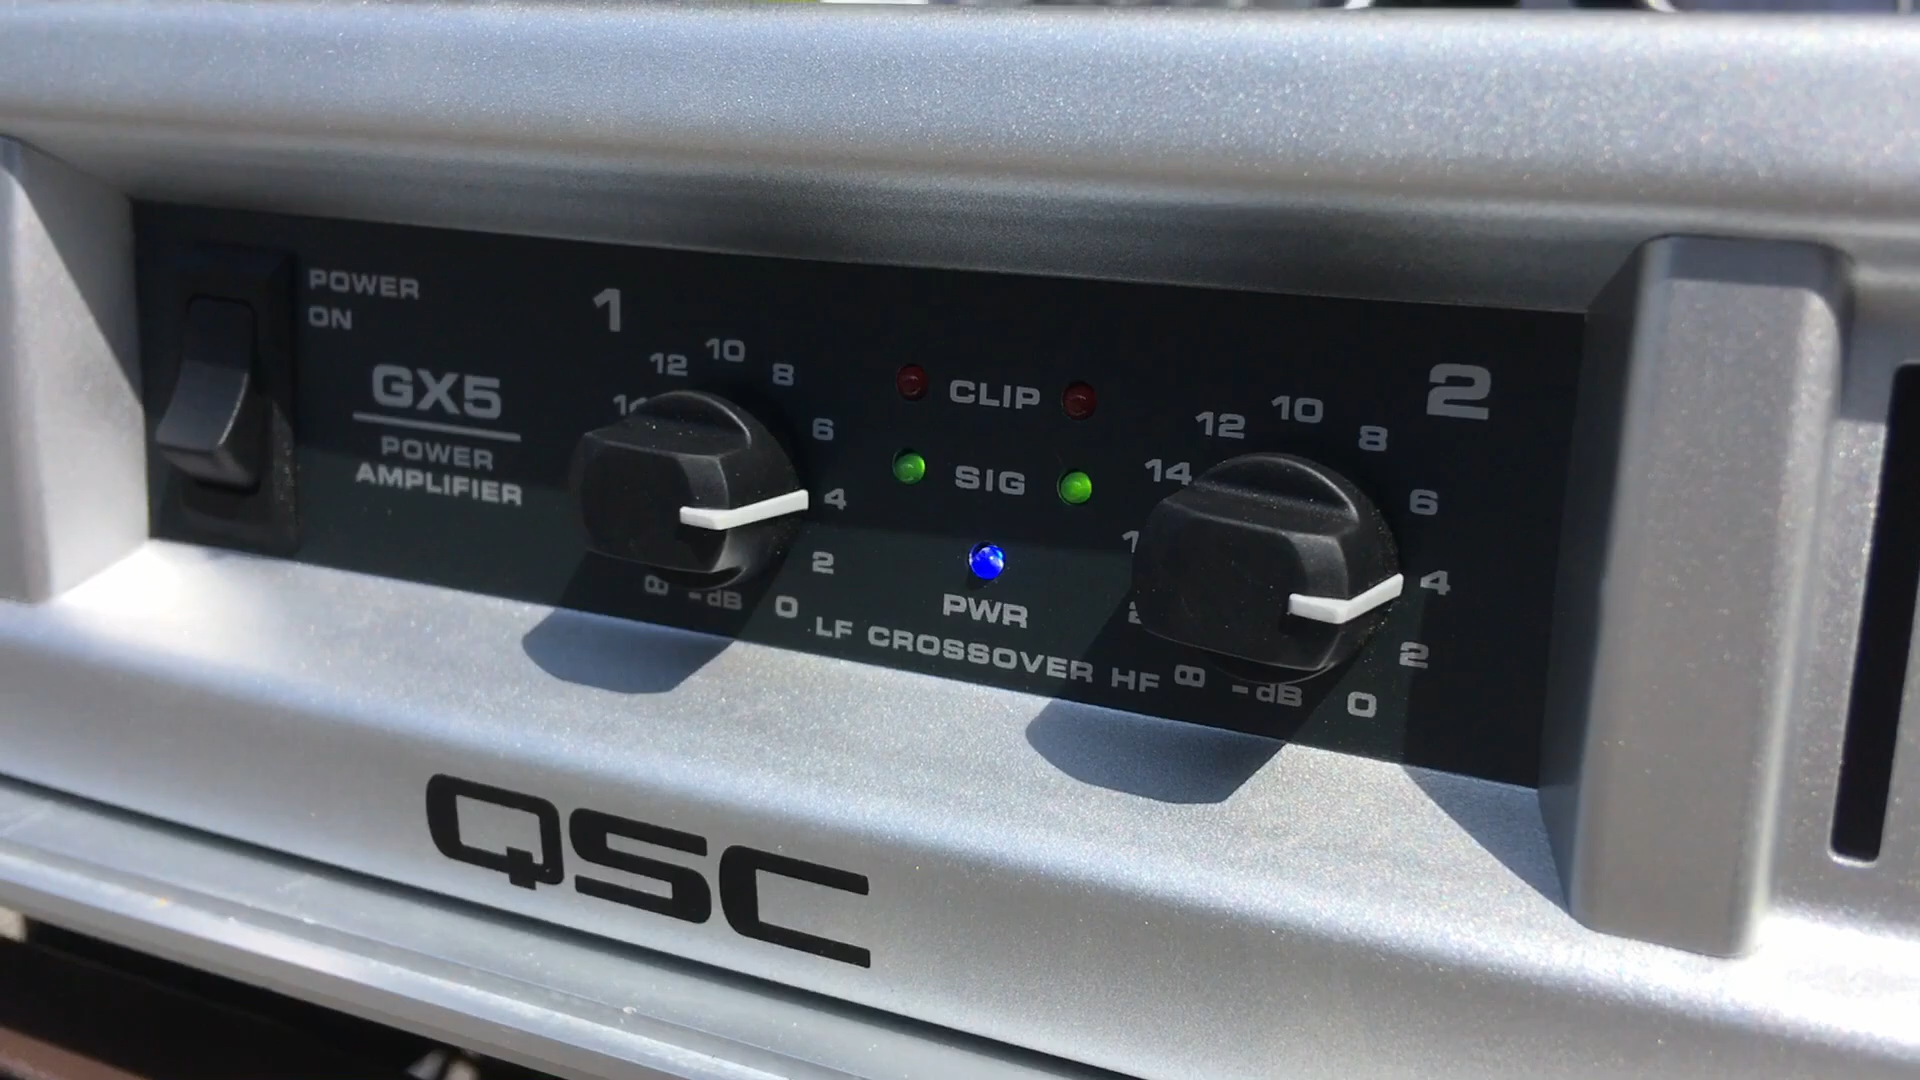 POWER
ON
GX5
POWER
AMPLIFIER
1
12
10
8
6
4
2
0
-dB
∞
CLIP
SIG
PWR
LF CROSSOVER HF
2
14
12
10
8
6
4
2
0
-dB
∞
QSC